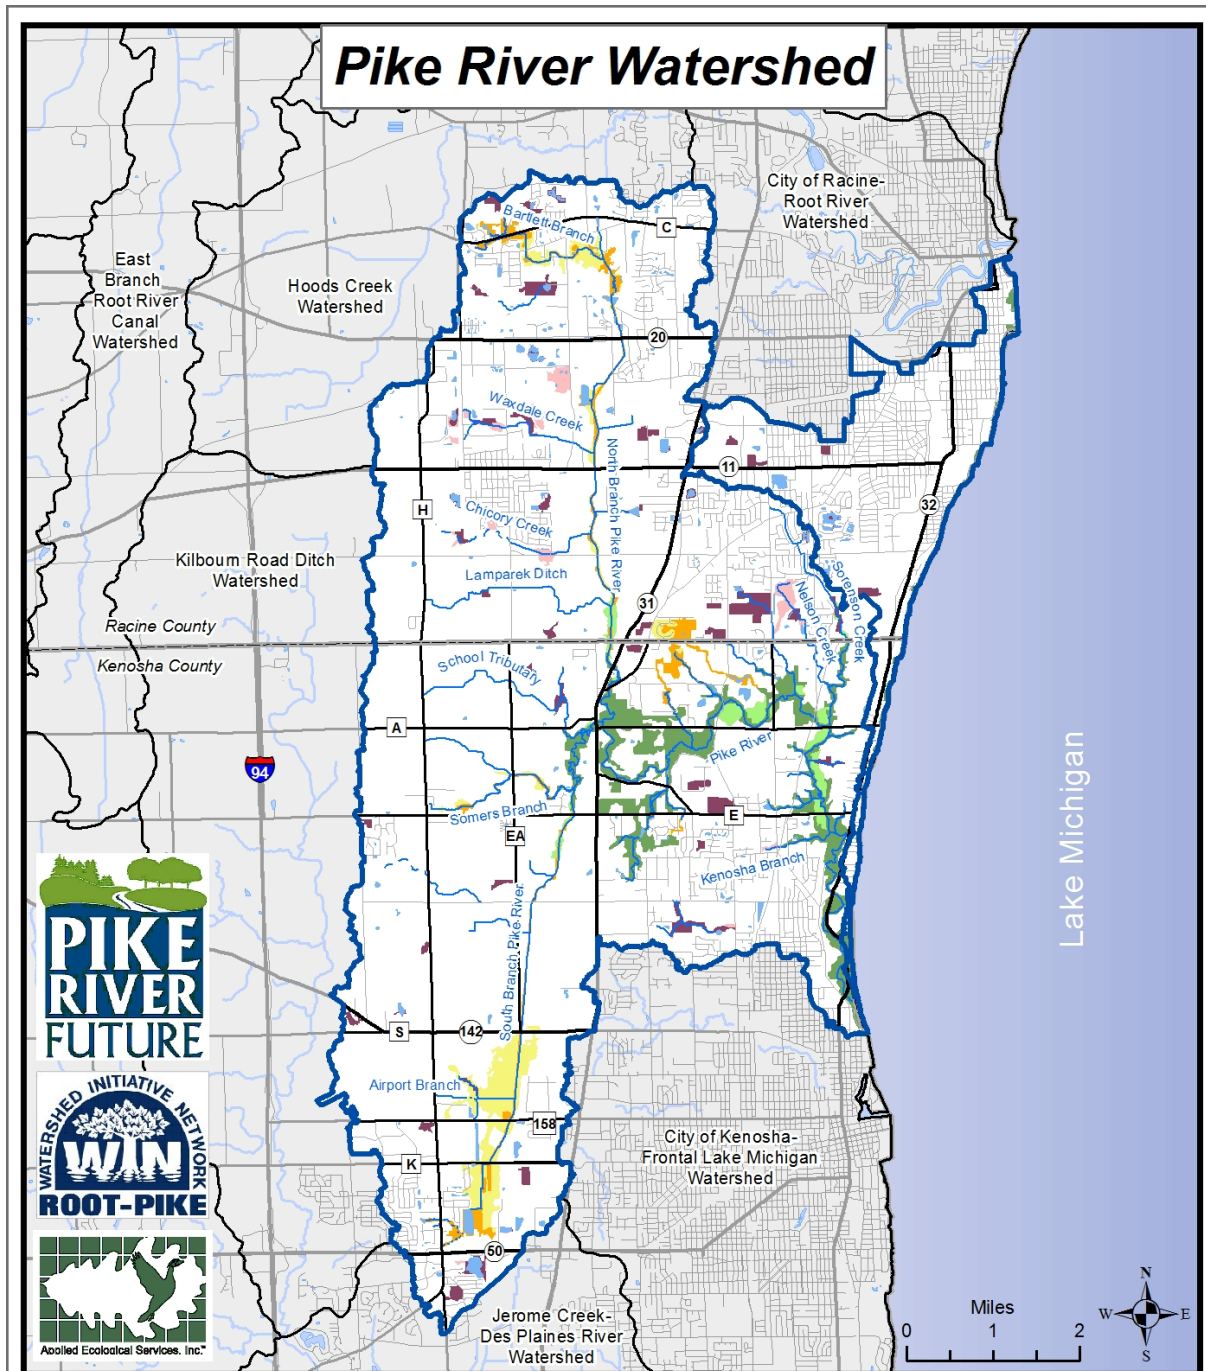 Pike River Watershed
City of Racine-
Root River
Watershed
Bartlett Branch
C
East
Branch
Root River
Canal
Watershed
Hoods Creek
Watershed
20
Waxdale Creek
North Branch Pike River
11
32
H
Chicory Creek
Kilbourn Road Ditch
Watershed
Lamparek Ditch
Sorenson Creek
Nelson Creek
31
Racine County
Kenosha County
School Tributary
A
Pike River
94
Lake Michigan
Somers Branch
EA
E
Kenosha Branch
South Branch Pike River
PIKE
RIVER
FUTURE
S
142
Airport Branch
158
WATERSHED INITIATIVE NETWORK
WIN
ROOT-PIKE
K
City of Kenosha-
Frontal Lake Michigan
Watershed
50
Applied Ecological Services, Inc.™
Jerome Creek-
Des Plaines River
Watershed
Miles
0 1 2
N
W E
S